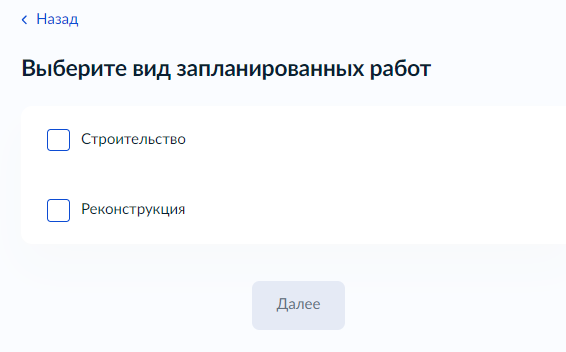 Назад
Выберите вид запланированных работ
Строительство
Реконструкция
Далее